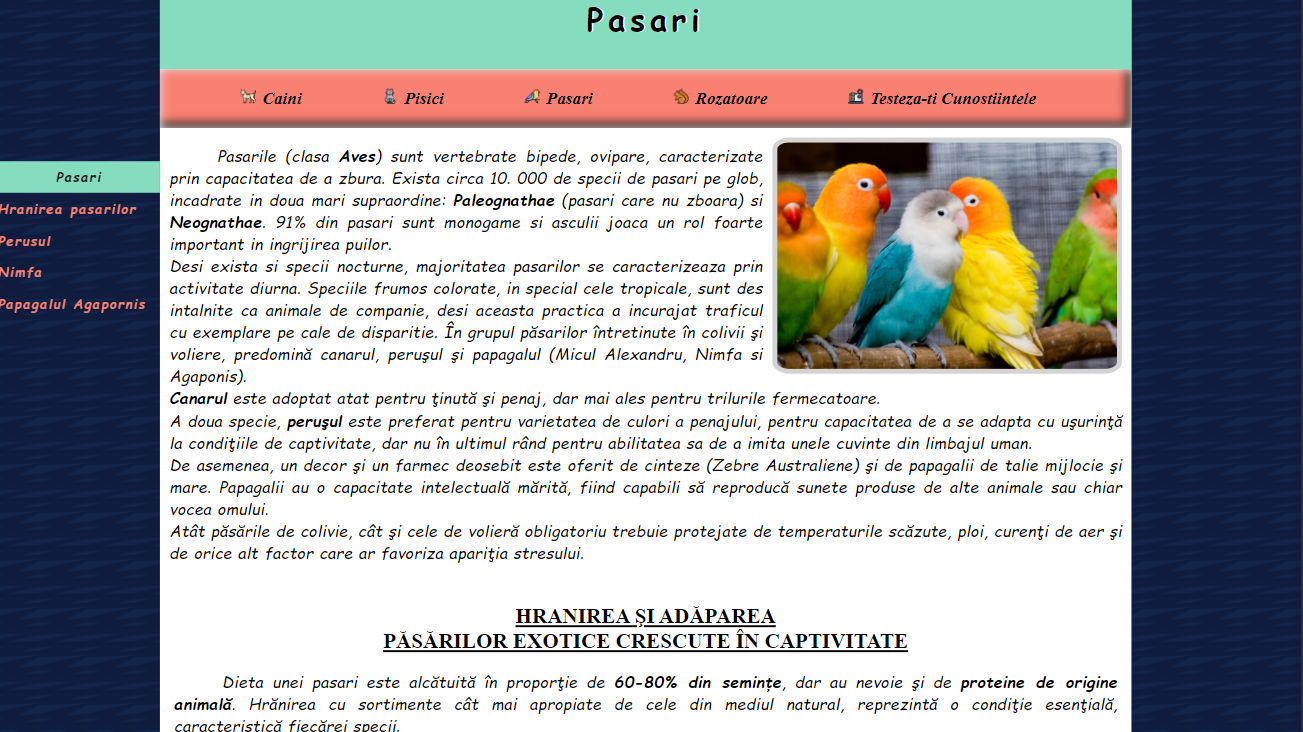 Pasari
Caini Pisici Pasari Rozatoare Testeza-ti Cunostiintele
Pasari
Hranirea pasarilor
Perusul
Nimfa
Papagalul Agapornis
Pasarile (clasa Aves) sunt vertebrate bipede, ovipare, caracterizate
prin capacitatea de a zbura. Exista circa 10. 000 de specii de pasari pe glob,
incadrate in doua mari supraordine: Paleognathae (pasari care nu zboara) si
Neognathae. 91% din pasari sunt monogame si asculii joaca un rol foarte
important in ingrijirea puilor.
Desi exista si specii nocturne, majoritatea pasarilor se caracterizeaza prin
activitate diurna. Speciile frumos colorate, in special cele tropicale, sunt des
intalnite ca animale de companie, desi aceasta practica a incurajat traficul
cu exemplare pe cale de disparitie. În grupul păsarilor întretinute în colivii şi
voliere, predomină canarul, peruşul şi papagalul (Micul Alexandru, Nimfa si
Agaponis).
Canarul este adoptat atat pentru ţinută şi penaj, dar mai ales pentru trilurile fermecatoare.
A doua specie, peruşul este preferat pentru varietatea de culori a penajului, pentru capacitatea de a se adapta cu uşurinţă
la condiţiile de captivitate, dar nu în ultimul rând pentru abilitatea sa de a imita unele cuvinte din limbajul uman.
De asemenea, un decor şi un farmec deosebit este oferit de cinteze (Zebre Australiene) şi de papagalii de talie mijlocie şi
mare. Papagalii au o capacitate intelectuală mărită, fiind capabili să reproducă sunete produse de alte animale sau chiar
vocea omului.
Atât păsările de colivie, cât şi cele de volieră obligatoriu trebuie protejate de temperaturile scăzute, ploi, curenţi de aer şi
de orice alt factor care ar favoriza apariţia stresului.
HRANIREA ŞI ADĂPAREA
PĂSĂRILOR EXOTICE CRESCUTE ÎN CAPTIVITATE
Dieta unei pasari este alcătuită în proporţie de 60-80% din semințe, dar au nevoie şi de proteine de origine
animală. Hrănirea cu sortimente cât mai apropiate de cele din mediul natural, reprezintă o condiţie esenţială,
caracteristică fiecărei specii.